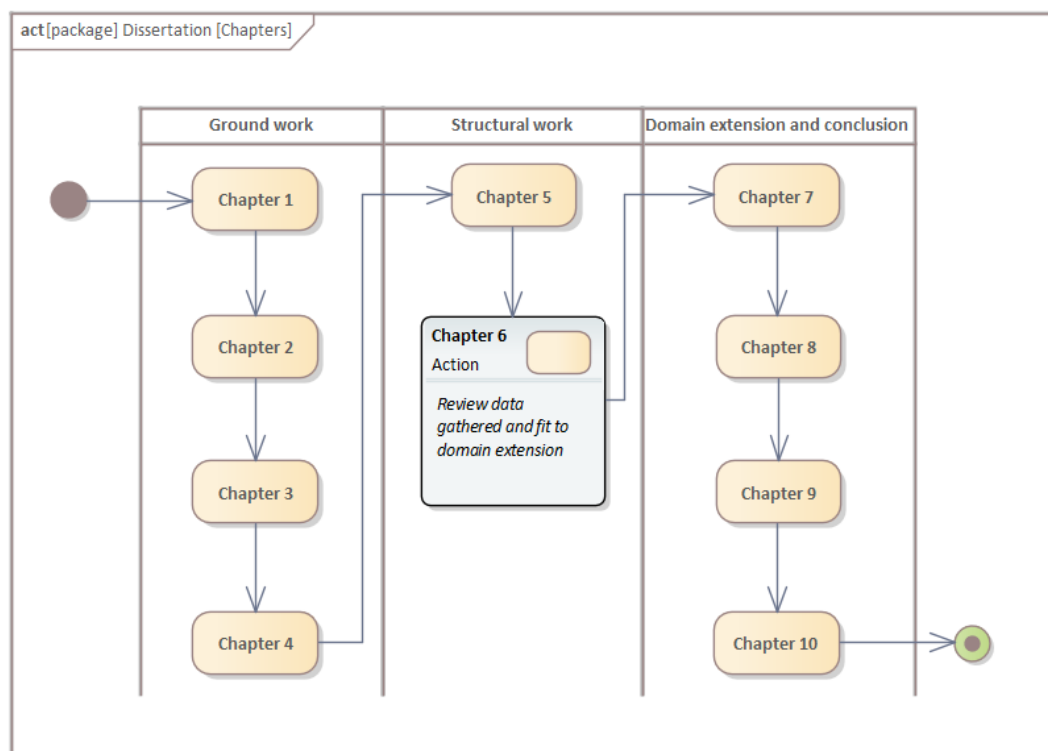 act [package] Dissertation [Chapters]
Ground work
Structural work
Domain extension and conclusion
Chapter 1
Chapter 2
Chapter 3
Chapter 4
Chapter 5
Chapter 6
Action
Review data
gathered and fit to
domain extension
Chapter 7
Chapter 8
Chapter 9
Chapter 10